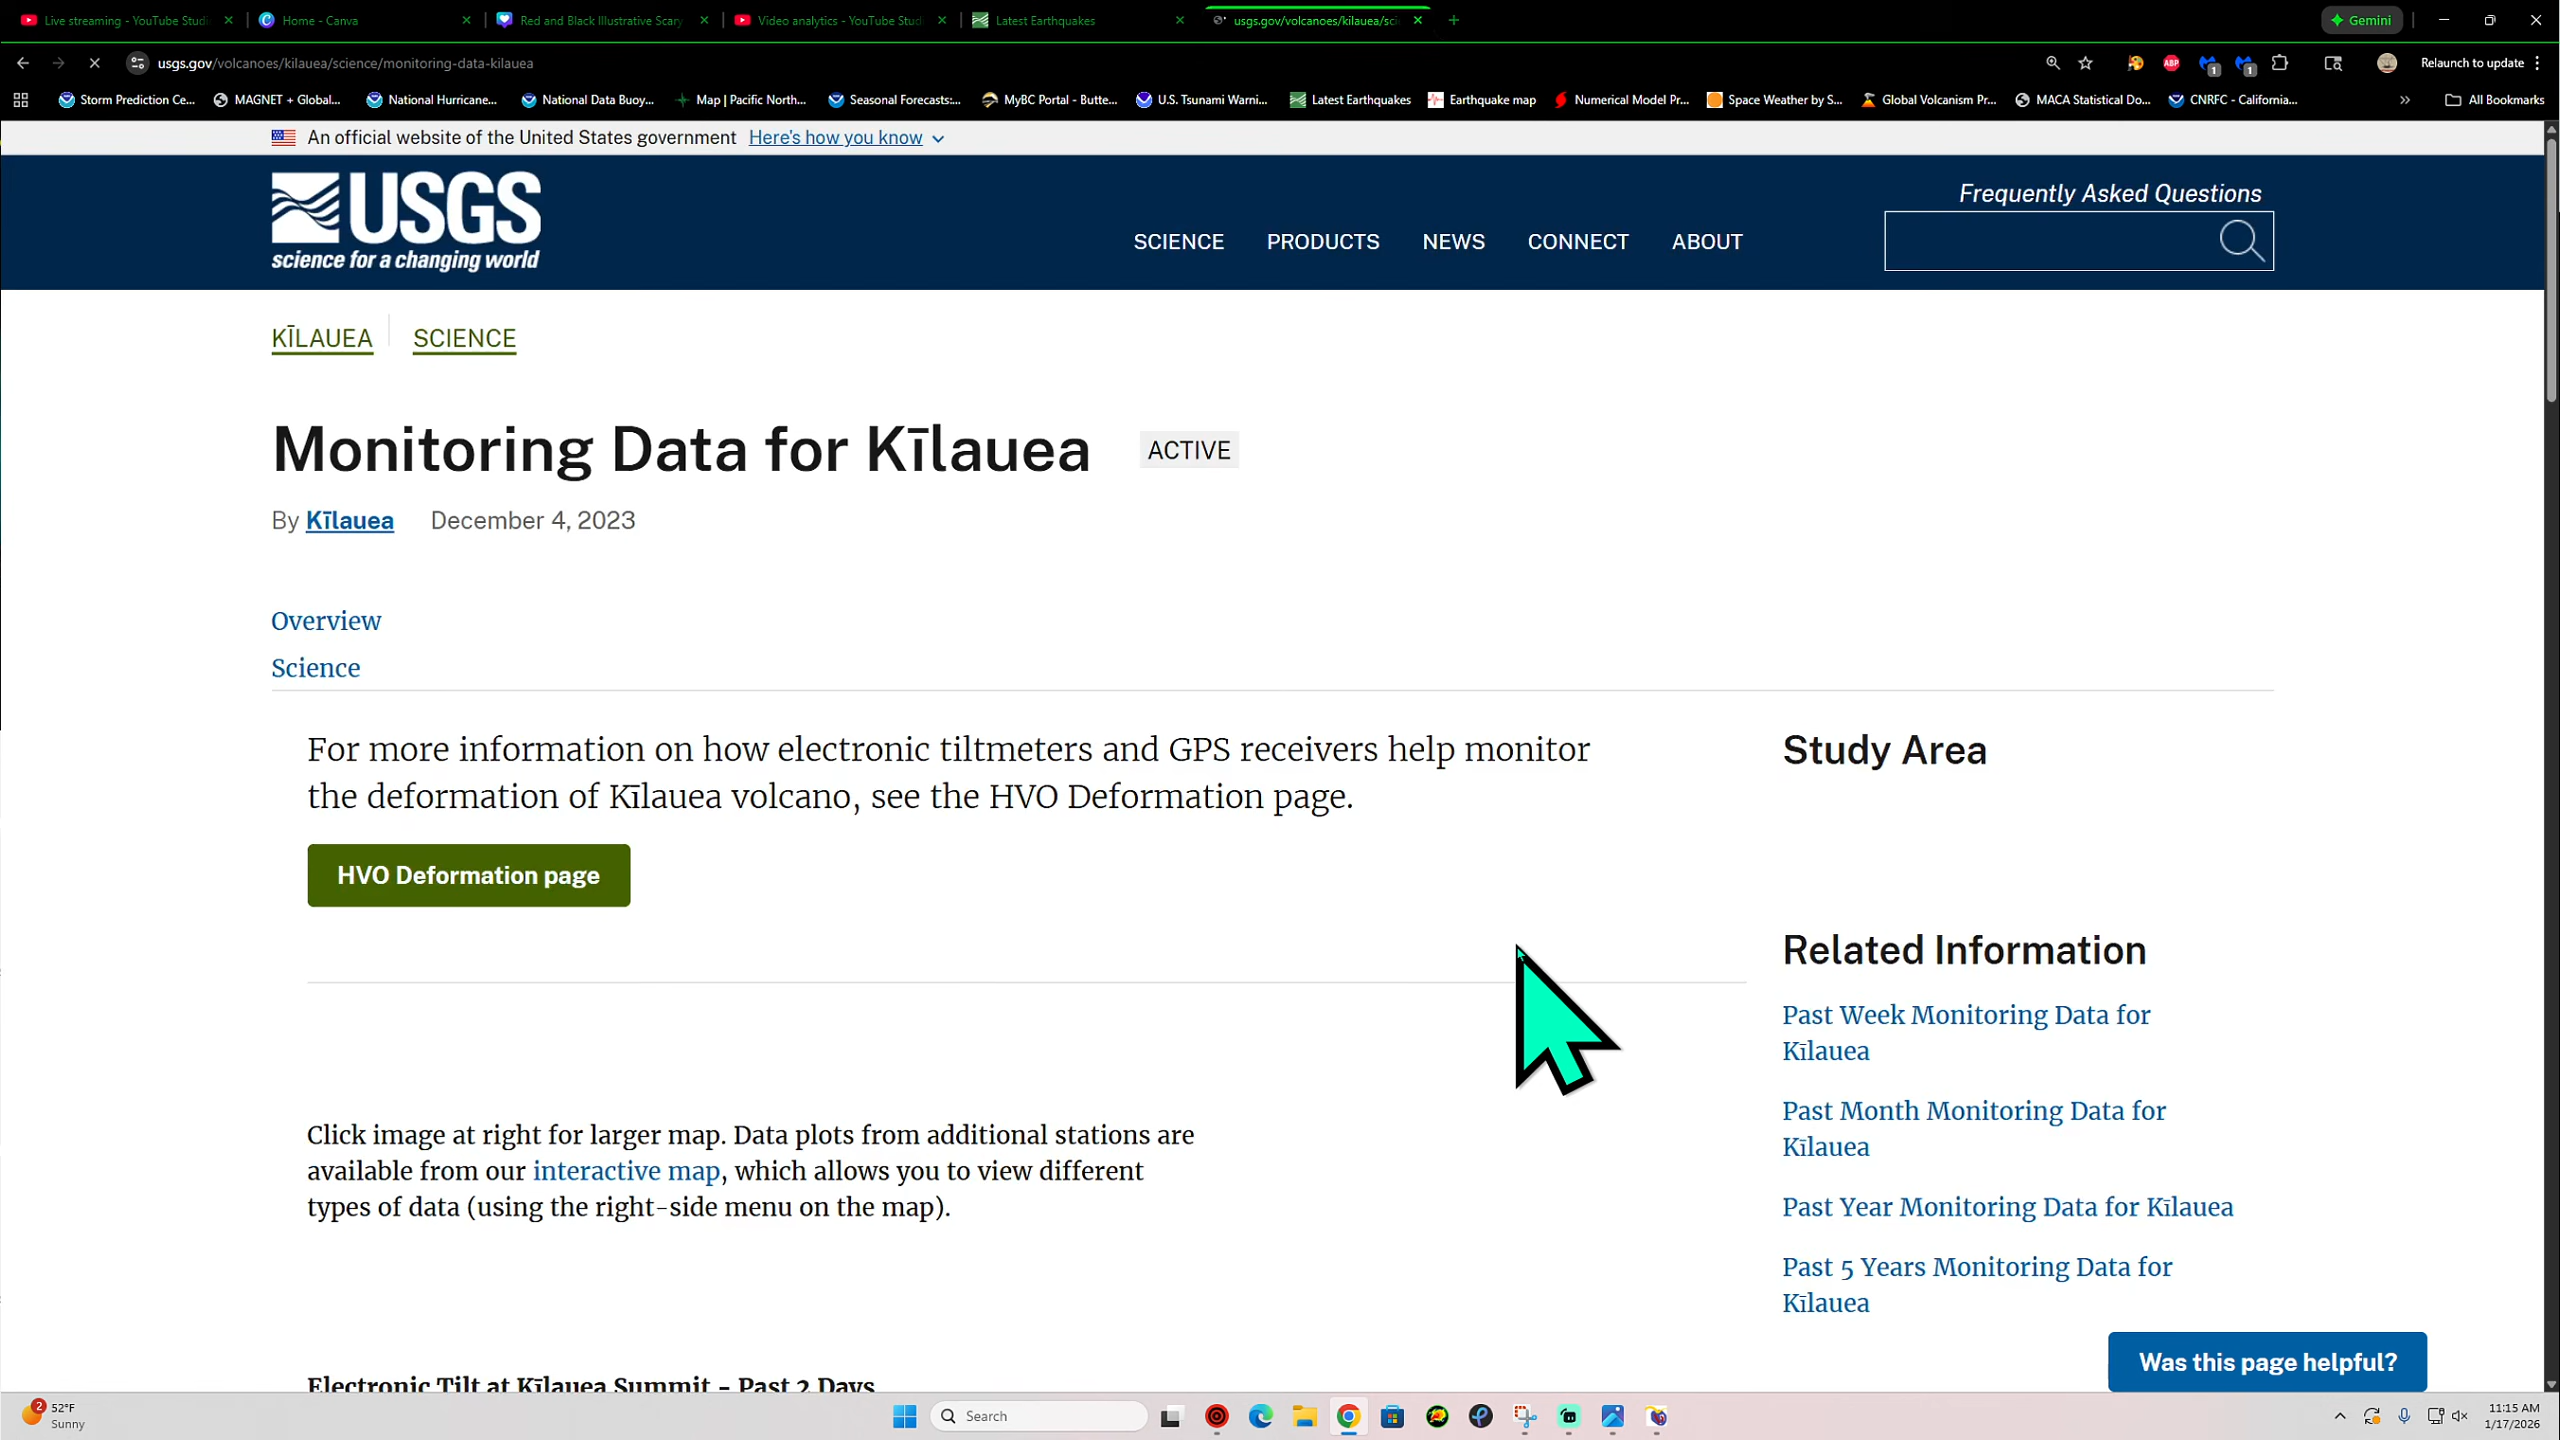 Live streaming - YouTube Studi
Home - Canva
Red and Black Illustrative Scary
Video analytics - YouTube Stud
Latest Earthquakes
usgs.gov/volcanoes/kilauea/sci
Gemini
usgs.gov/volcanoes/kilauea/science/monitoring-data-kilauea
ABP
1
1
Relaunch to update
Storm Prediction Ce...
MAGNET + Global...
National Hurricane...
National Data Buoy...
Map | Pacific North...
Seasonal Forecasts:...
MyBC Portal - Butte...
U.S. Tsunami Warni...
Latest Earthquakes
Earthquake map
Numerical Model Pr...
Space Weather by S...
Global Volcanism Pr...
MACA Statistical Do...
CNRFC - California...
»
All Bookmarks
An official website of the United States government Here's how you know
USGS
science for a changing world
SCIENCE
PRODUCTS
NEWS
CONNECT
ABOUT
Frequently Asked Questions
KĪLAUEA
SCIENCE
Monitoring Data for Kīlauea
ACTIVE
By Kīlauea December 4, 2023
Overview
Science
For more information on how electronic tiltmeters and GPS receivers help monitor
the deformation of Kīlauea volcano, see the HVO Deformation page.
HVO Deformation page
Click image at right for larger map. Data plots from additional stations are
available from our interactive map, which allows you to view different
types of data (using the right-side menu on the map).
Electronic Tilt at Kīlauea Summit - Past 2 Days
Study Area
Related Information
Past Week Monitoring Data for
Kīlauea
Past Month Monitoring Data for
Kīlauea
Past Year Monitoring Data for Kīlauea
Past 5 Years Monitoring Data for
Kīlauea
Was this page helpful?
2
52°F
Sunny
Search
11:15 AM
1/17/2026